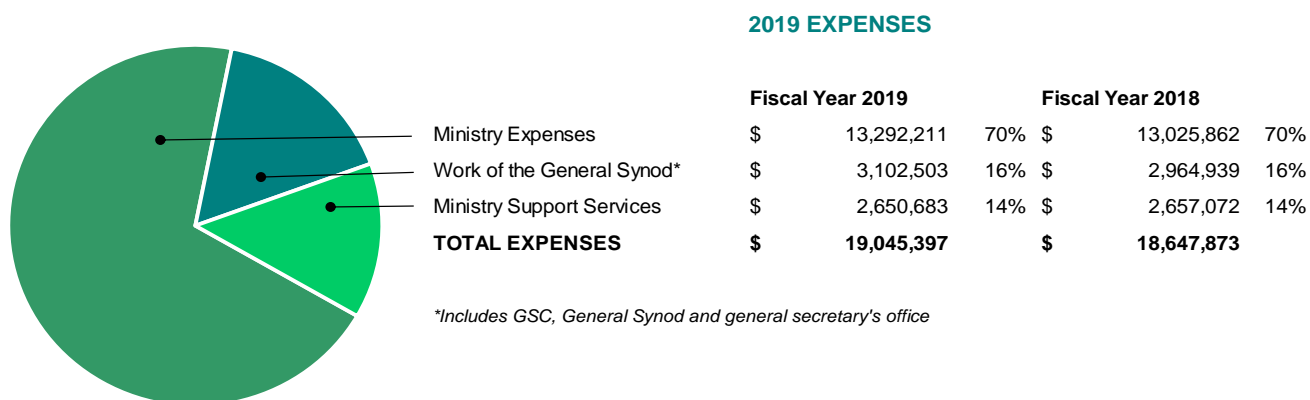 2019 EXPENSES
Fiscal Year 2019 Fiscal Year 2018
Ministry Expenses $ 13,292,211 70% $ 13,025,862 70%
Work of the General Synod* $ 3,102,503 16% $ 2,964,939 16%
Ministry Support Services $ 2,650,683 14% $ 2,657,072 14%
TOTAL EXPENSES $ 19,045,397 $ 18,647,873
*Includes GSC, General Synod and general secretary's office